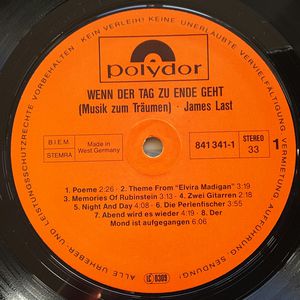 KEIN VERLEIH! KEINE UNERLAUBTE VERVIELFÄLTIGUNG, VERMIETUNG, AUFFÜHRUNG, SENDUNG!
ALLE URHEBER- UND LEISTUNGSSCHUTZRECHTE VORBEHALTEN
polydor
WENN DER TAG ZU ENDE GEHT
(Musik zum Träumen) · James Last
B.I.E.M.
STEMRA
Made in
West Germany
841 341-1
STEREO
33
1
1. Poeme 2:26 · 2. Theme From "Elvira Madigan" 3:19
3. Memories Of Rubinstein 4:18 · 4. Zwei Gitarren 2:18
5. Night And Day 4:08 · 6. Die Perlenfischer 2:52
7. Abend wird es wieder 4:19 · 8. Der
Mond ist aufgegangen 6:06
LC 0309